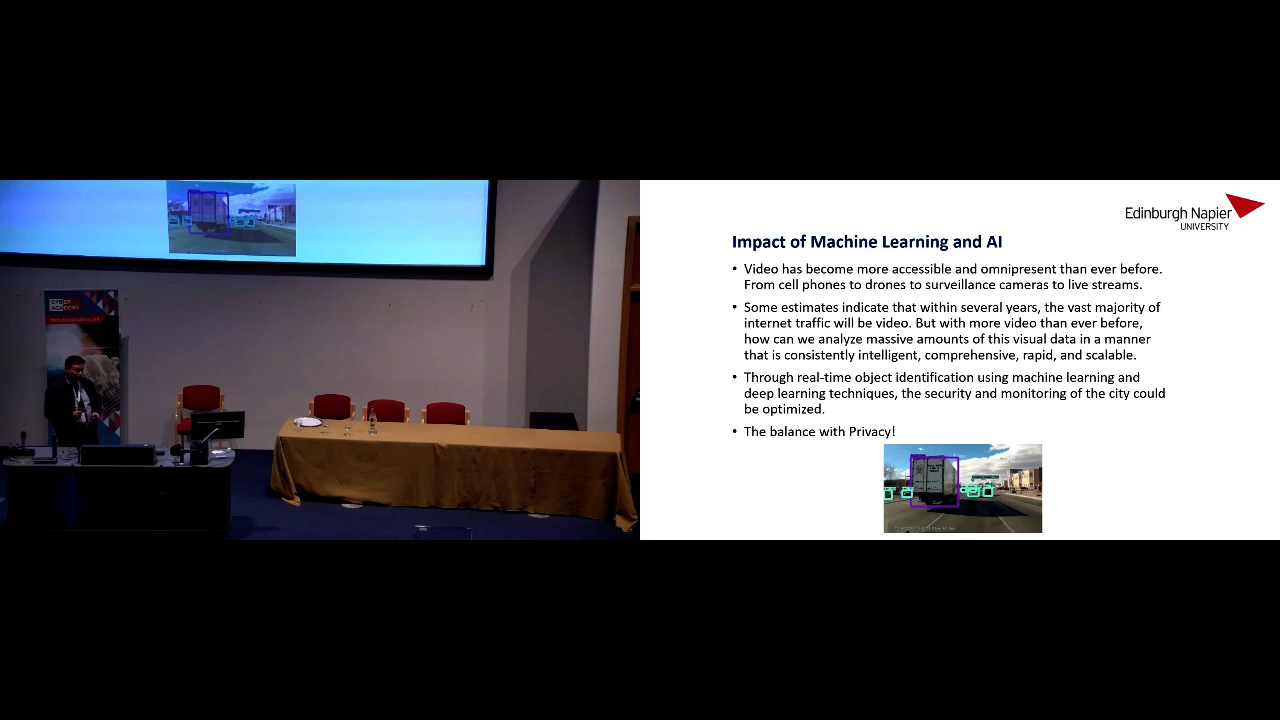 Edinburgh Napier
UNIVERSITY
Impact of Machine Learning and AI
• Video has become more accessible and omnipresent than ever before.
From cell phones to drones to surveillance cameras to live streams.
• Some estimates indicate that within several years, the vast majority of
internet traffic will be video. But with more video than ever before,
how can we analyze massive amounts of this visual data in a manner
that is consistently intelligent, comprehensive, rapid, and scalable.
• Through real-time object identification using machine learning and
deep learning techniques, the security and monitoring of the city could
be optimized.
• The balance with Privacy!